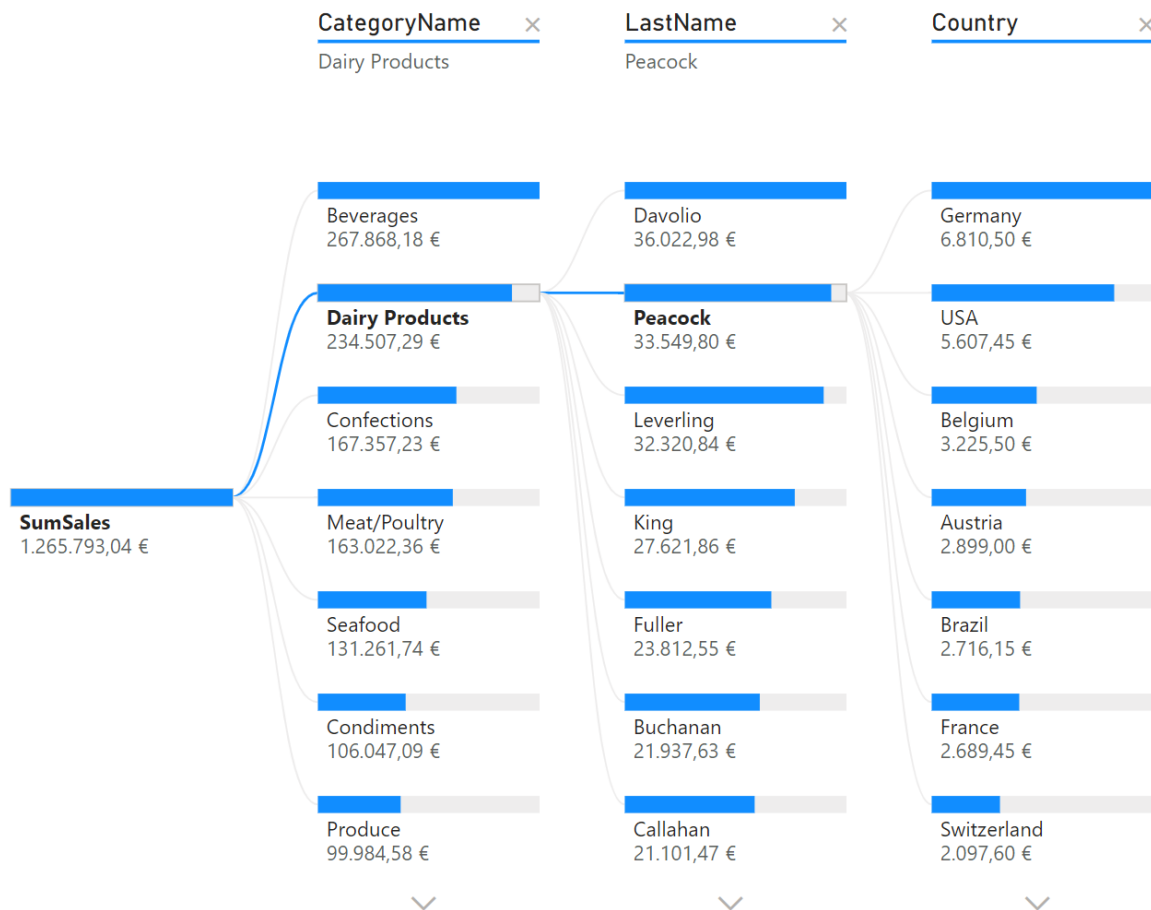 CategoryName
Dairy Products
LastName
Peacock
Country
SumSales
1.265.793,04 €
Beverages
267.868,18 €
Dairy Products
234.507,29 €
Confections
167.357,23 €
Meat/Poultry
163.022,36 €
Seafood
131.261,74 €
Condiments
106.047,09 €
Produce
99.984,58 €
Davolio
36.022,98 €
Peacock
33.549,80 €
Leverling
32.320,84 €
King
27.621,86 €
Fuller
23.812,55 €
Buchanan
21.937,63 €
Callahan
21.101,47 €
Germany
6.810,50 €
USA
5.607,45 €
Belgium
3.225,50 €
Austria
2.899,00 €
Brazil
2.716,15 €
France
2.689,45 €
Switzerland
2.097,60 €